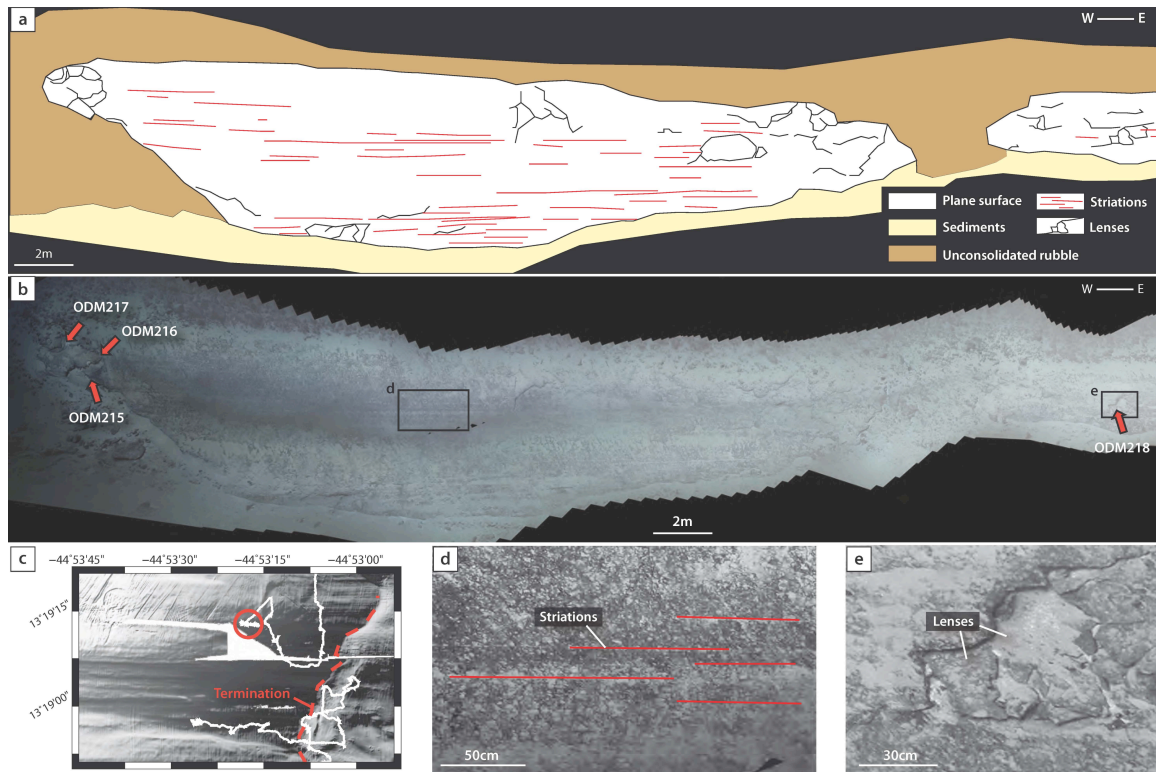 a
W E
Plane surface
Striations
Sediments
Lenses
Unconsolidated rubble
2m
b
W E
ODM217
ODM216
ODM215
d
e
ODM218
2m
c
−44°53'45" −44°53'30" −44°53'15" −44°53'00"
13°19'15"
13°19'00"
Termination
d
Striations
50cm
e
Lenses
30cm